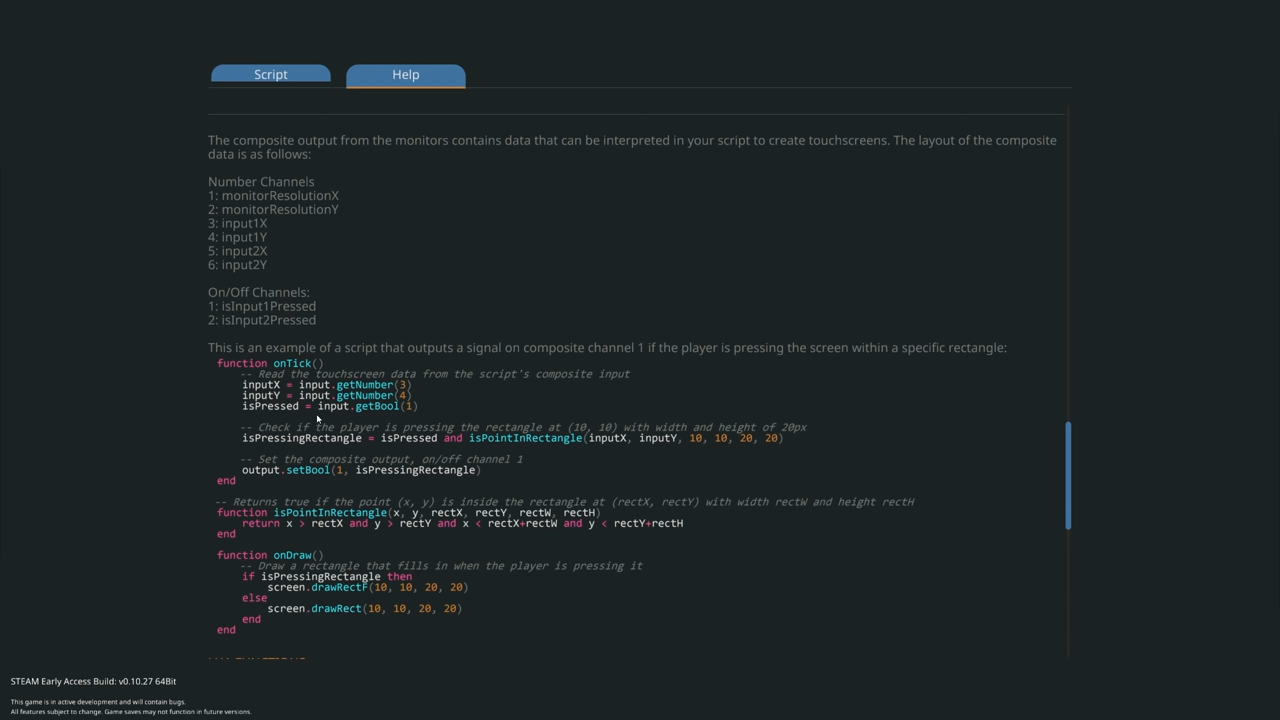 Script
Help
The composite output from the monitors contains data that can be interpreted in your script to create touchscreens. The layout of the composite
data is as follows:
Number Channels
1: monitorResolutionX
2: monitorResolutionY
3: input1X
4: input1Y
5: input2X
6: input2Y
On/Off Channels:
1: isInput1Pressed
2: isInput2Pressed
This is an example of a script that outputs a signal on composite channel 1 if the player is pressing the screen within a specific rectangle:
function onTick()
-- Read the touchscreen data from the script's composite input
inputX = input.getNumber(3)
inputY = input.getNumber(4)
isPressed = input.getBool(1)
-- Check if the player is pressing the rectangle at (10, 10) with width and height of 20px
isPressingRectangle = isPressed and isPointInRectangle(inputX, inputY, 10, 10, 20, 20)
-- Set the composite output, on/off channel 1
output.setBool(1, isPressingRectangle)
end
-- Returns true if the point (x, y) is inside the rectangle at (rectX, rectY) with width rectW and height rectH
function isPointInRectangle(x, y, rectX, rectY, rectW, rectH)
return x > rectX and y > rectY and x < rectX+rectW and y < rectY+rectH
end
function onDraw()
-- Draw a rectangle that fills in when the player is pressing it
if isPressingRectangle then
screen.drawRectF(10, 10, 20, 20)
else
screen.drawRect(10, 10, 20, 20)
end
end
STEAM Early Access Build: v0.10.27 64Bit
This game is in active development and will contain bugs.
All features subject to change. Game saves may not function in future versions.